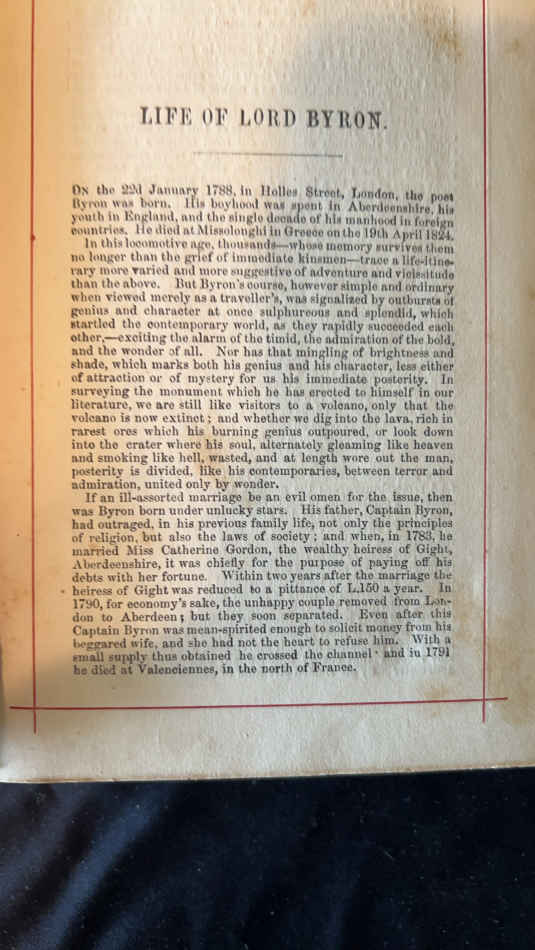 LIFE OF LORD BYRON.
ON the 22d January 1788, in Holles Street, London, the poet
Byron was born. His boyhood was spent in Aberdeenshire, his
youth in England, and the single decade of his manhood in foreign
countries. He died at Missolonghi in Greece on the 19th April 1824.
In this locomotive age, thousands—whose memory survives them
no longer than the grief of immediate kinsmen—trace a life-itine-
rary more varied and more suggestive of adventure and vicissitude
than the above. But Byron's course, however simple and ordinary
when viewed merely as a traveller's, was signalized by outbursts of
genius and character at once sulphureous and splendid, which
startled the contemporary world, as they rapidly succeeded each
other,—exciting the alarm of the timid, the admiration of the bold,
and the wonder of all. Nor has that mingling of brightness and
shade, which marks both his genius and his character, less either
of attraction or of mystery for us his immediate posterity. In
surveying the monument which he has erected to himself in our
literature, we are still like visitors to a volcano, only that the
volcano is now extinct; and whether we dig into the lava, rich in
rarest ores which his burning genius outpoured, or look down
into the crater where his soul, alternately gleaming like heaven
and smoking like hell, wasted, and at length wore out the man,
posterity is divided, like his contemporaries, between terror and
admiration, united only by wonder.
If an ill-assorted marriage be an evil omen for the issue, then
was Byron born under unlucky stars. His father, Captain Byron,
had outraged, in his previous family life, not only the principles
of religion, but also the laws of society; and when, in 1783, he
married Miss Catherine Gordon, the wealthy heiress of Gight,
Aberdeenshire, it was chiefly for the purpose of paying off his
debts with her fortune. Within two years after the marriage the
heiress of Gight was reduced to a pittance of L.150 a year. In
1790, for economy's sake, the unhappy couple removed from Lon-
don to Aberdeen; but they soon separated. Even after this
Captain Byron was mean-spirited enough to solicit money from his
beggared wife, and she had not the heart to refuse him. With a
small supply thus obtained he crossed the channel· and in 1791
he died at Valenciennes, in the north of France.